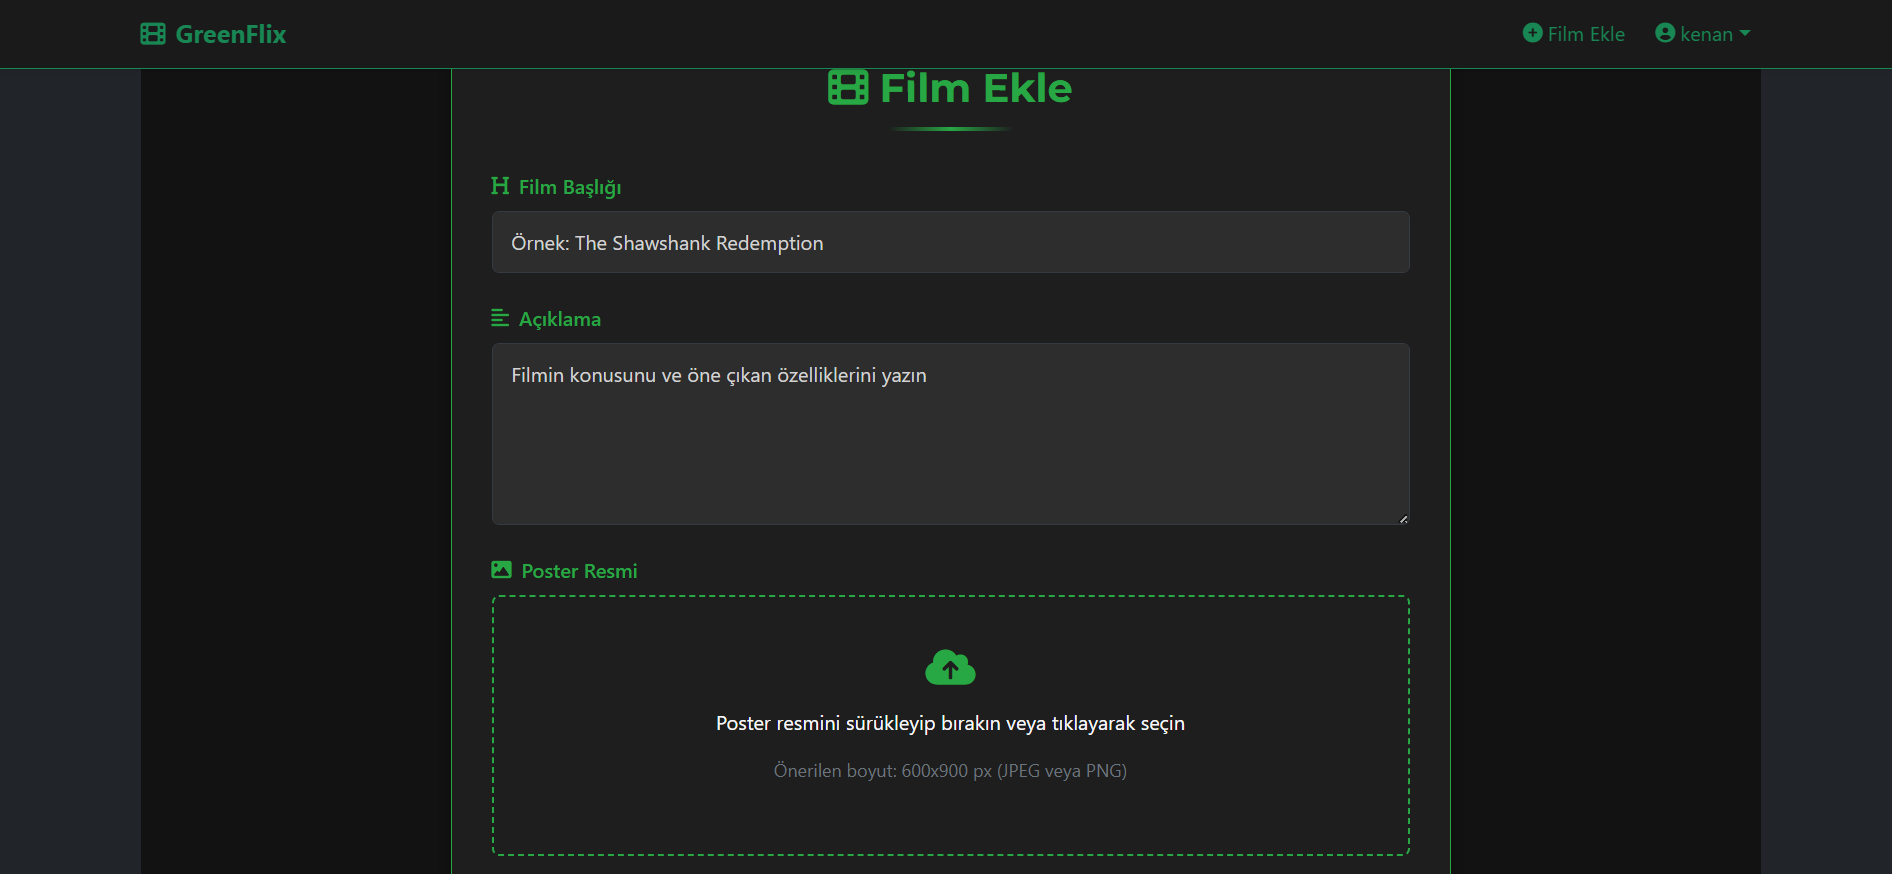 GreenFlix
Film Ekle
kenan
Film Ekle
Film Başlığı
Örnek: The Shawshank Redemption
Açıklama
Filmin konusunu ve öne çıkan özelliklerini yazın
Poster Resmi
Poster resmini sürükleyip bırakın veya tıklayarak seçin
Önerilen boyut: 600x900 px (JPEG veya PNG)